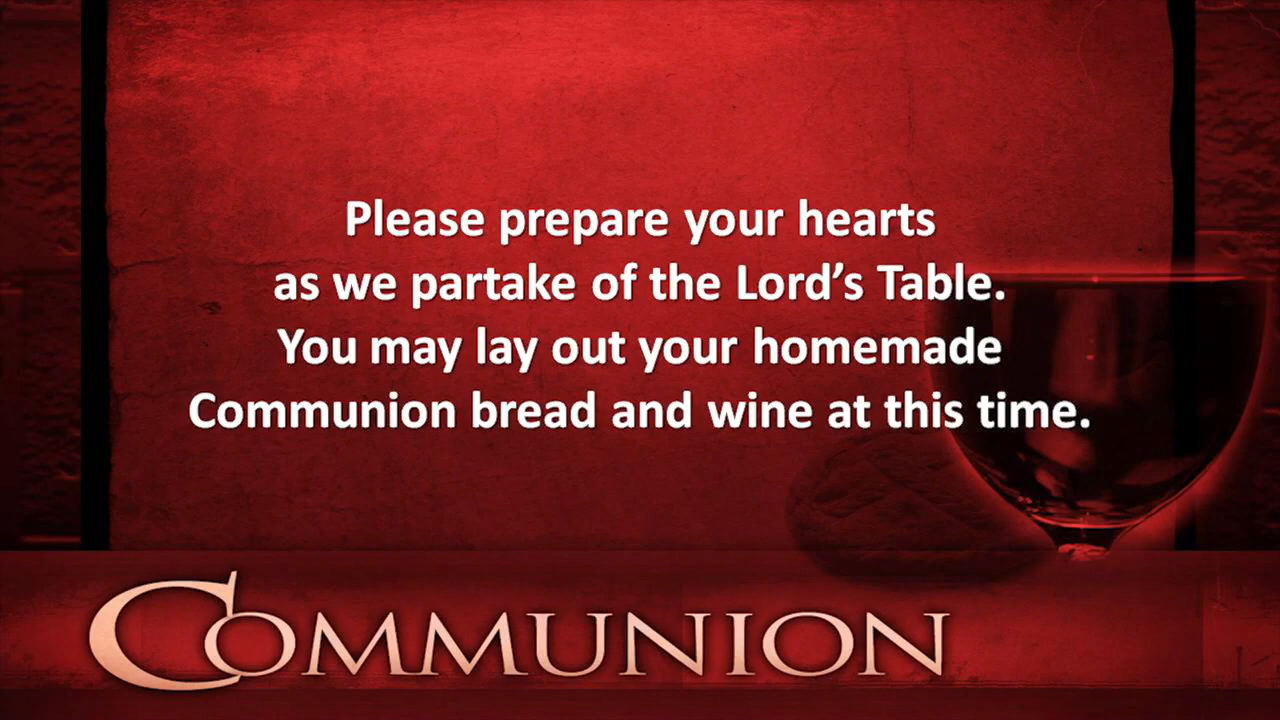 Please prepare your hearts
as we partake of the Lord’s Table.
You may lay out your homemade
Communion bread and wine at this time.
COMMUNION